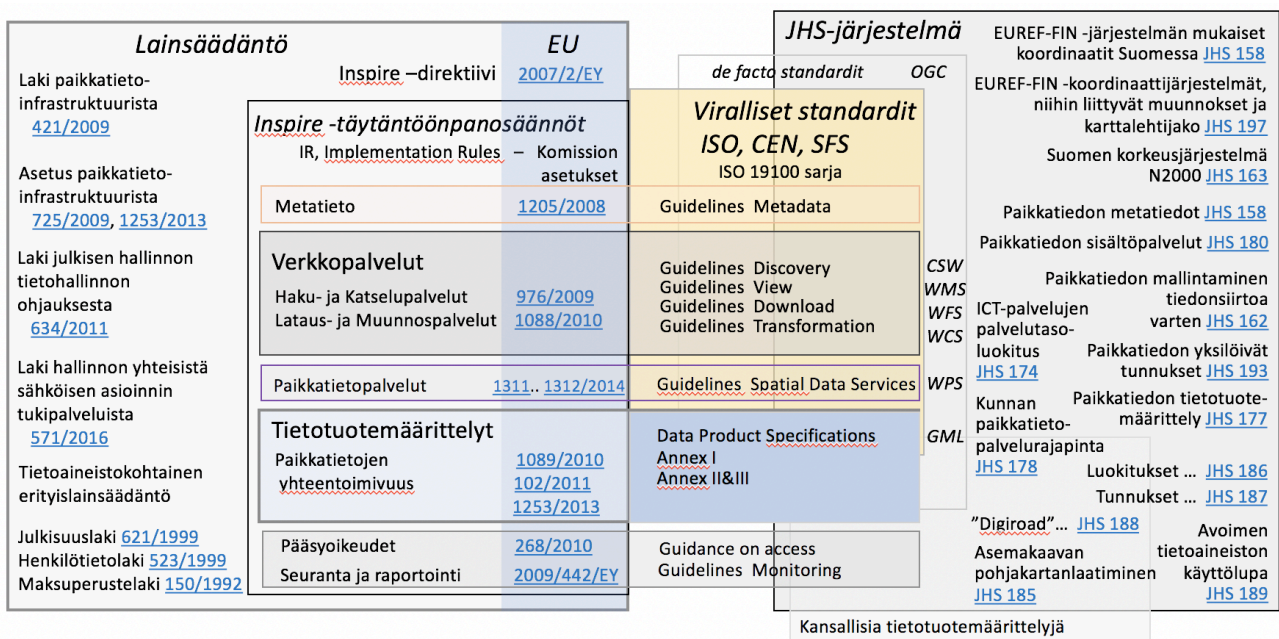 Lainsäädäntö
EU
Laki paikkatieto-
infrastruktuurista
421/2009
Asetus paikkatieto-
infrastruktuurista
725/2009, 1253/2013
Laki julkisen hallinnon
tietohallinnon
ohjauksesta
634/2011
Laki hallinnon yhteisistä
sähköisen asioinnin
tukipalveluista
571/2016
Tietoaineistokohtainen
erityislainsäädäntö
Julkisuuslaki 621/1999
Henkilötietolaki 523/1999
Maksuperustelaki 150/1992
Inspire –direktiivi 2007/2/EY
Inspire -täytäntöönpanosäännöt
IR, Implementation Rules – Komission
asetukset
Metatieto 1205/2008
Verkkopalvelut
Haku- ja Katselupalvelut 976/2009
Lataus- ja Muunnospalvelut 1088/2010
Paikkatietopalvelut 1311.. 1312/2014
Tietotuotemäärittelyt
Paikkatietojen 1089/2010
yhteentoimivuus 102/2011
1253/2013
Pääsyoikeudet 268/2010
Seuranta ja raportointi 2009/442/EY
de facto standardit OGC
Viralliset standardit
ISO, CEN, SFS
ISO 19100 sarja
Guidelines Metadata
Guidelines Discovery
Guidelines View
Guidelines Download
Guidelines Transformation
Guidelines Spatial Data Services
Data Product Specifications
Annex I
Annex II&III
Guidance on access
Guidelines Monitoring
CSW
WMS
WFS
WCS
WPS
GML
JHS-järjestelmä
EUREF-FIN -järjestelmän mukaiset
koordinaatit Suomessa JHS 158
EUREF-FIN -koordinaattijärjestelmät,
niihin liittyvät muunnokset ja
karttalehtijako JHS 197
Suomen korkeusjärjestelmä
N2000 JHS 163
Paikkatiedon metatiedot JHS 158
Paikkatiedon sisältöpalvelut JHS 180
Paikkatiedon mallintaminen
tiedonsiirtoa
varten JHS 162
ICT-palvelujen
palvelutaso-
luokitus
JHS 174
Paikkatiedon yksilöivät
tunnukset JHS 193
Paikkatiedon tietotuote-
määrittely JHS 177
Kunnan
paikkatieto-
palvelurajapinta
JHS 178
Luokitukset ... JHS 186
Tunnukset ... JHS 187
”Digiroad”... JHS 188
Asemakaavan
pohjakartanlaatiminen
JHS 185
Avoimen
tietoaineiston
käyttölupa
JHS 189
Kansallisia tietotuotemäärittelyjä